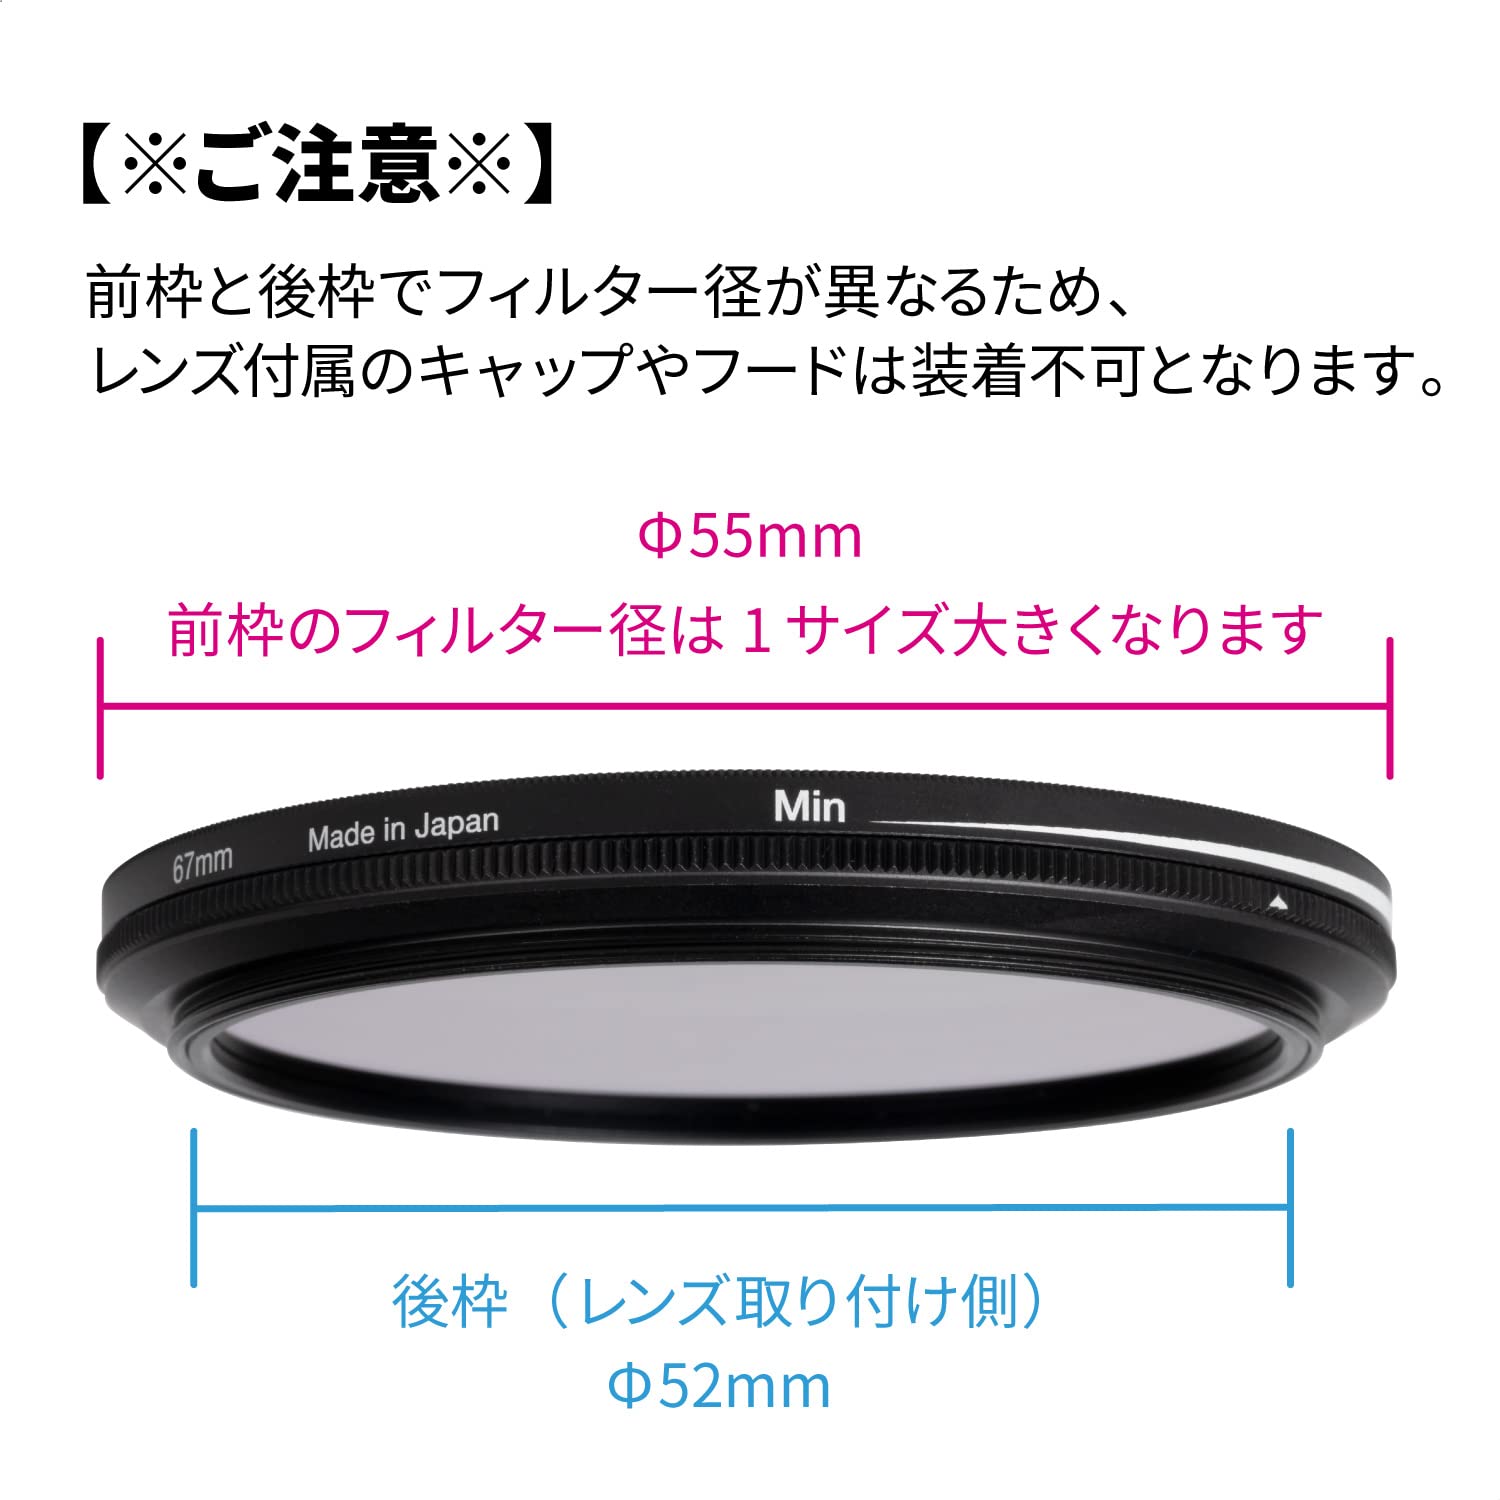 【※ご注意※】
前枠と後枠でフィルター径が異なるため、
レンズ付属のキャップやフードは装着不可となります。
Φ55mm
前枠のフィルター径は1サイズ大きくなります
67mm
Made in Japan
Min
後枠（レンズ取り付け側）
Φ52mm